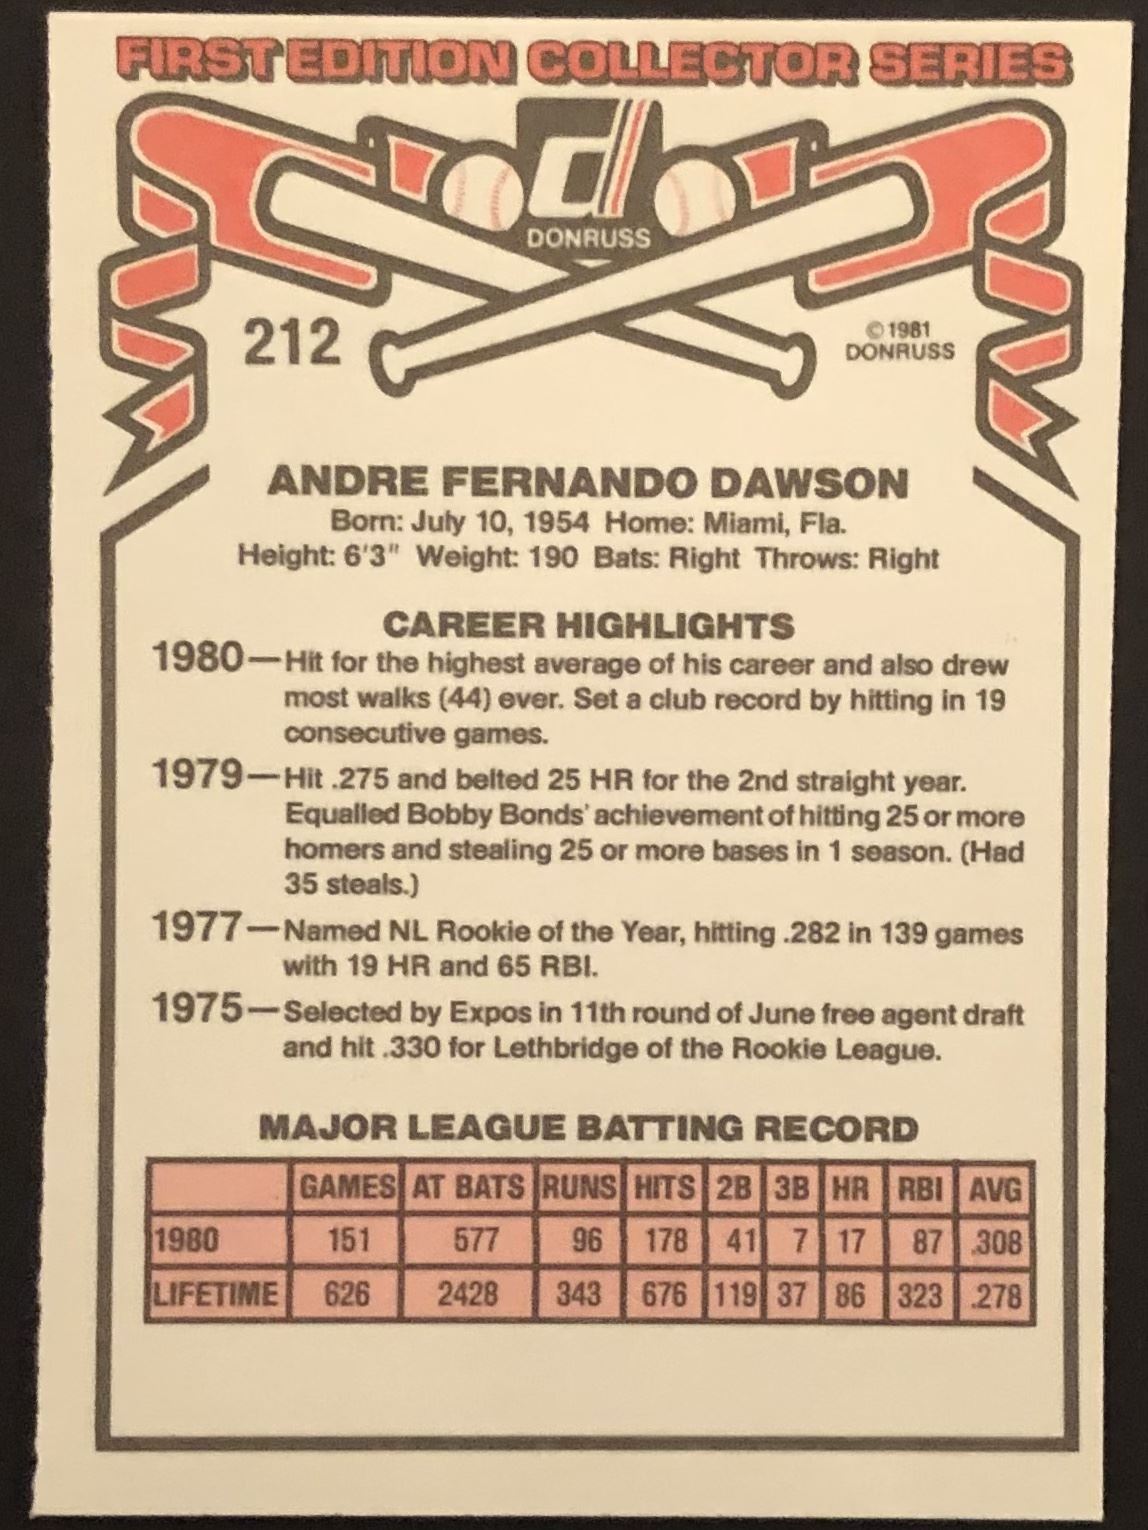 FIRST EDITION COLLECTOR SERIES
d
DONRUSS
212
©1981
DONRUSS
ANDRE FERNANDO DAWSON
Born: July 10, 1954 Home: Miami, Fla.
Height: 6'3" Weight: 190 Bats: Right Throws: Right
CAREER HIGHLIGHTS
1980—Hit for the highest average of his career and also drew
most walks (44) ever. Set a club record by hitting in 19
consecutive games.
1979—Hit .275 and belted 25 HR for the 2nd straight year.
Equalled Bobby Bonds' achievement of hitting 25 or more
homers and stealing 25 or more bases in 1 season. (Had
35 steals.)
1977—Named NL Rookie of the Year, hitting .282 in 139 games
with 19 HR and 65 RBI.
1975—Selected by Expos in 11th round of June free agent draft
and hit .330 for Lethbridge of the Rookie League.
MAJOR LEAGUE BATTING RECORD
GAMES AT BATS RUNS HITS 2B 3B HR RBI AVG
1980 151 577 96 178 41 7 17 87 .308
LIFETIME 626 2428 343 676 119 37 86 323 .278